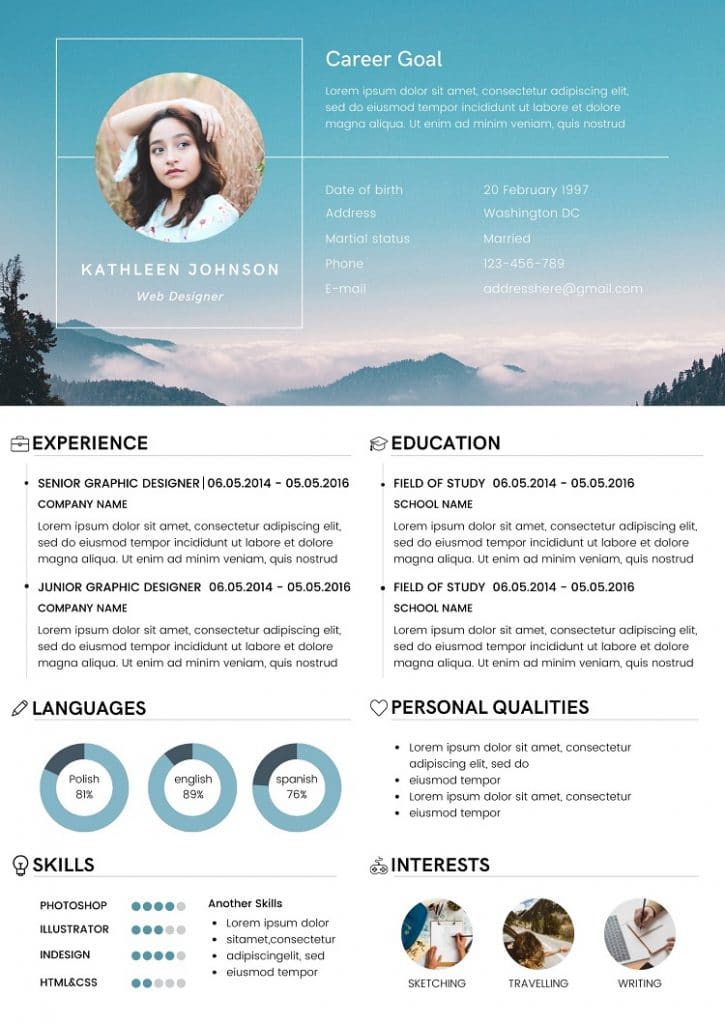 Career Goal
Lorem ipsum dolor sit amet, consectetur adipiscing elit,
sed do eiusmod tempor incididunt ut labore et dolore
magna aliqua. Ut enim ad minim veniam, quis nostrud
KATHLEEN JOHNSON
Web Designer
Date of birth 20 February 1997
Address Washington DC
Martial status Married
Phone 123-456-789
E-mail addresshere@gmail.com
EXPERIENCE
SENIOR GRAPHIC DESIGNER|06.05.2014 - 05.05.2016
COMPANY NAME
Lorem ipsum dolor sit amet, consectetur adipiscing elit,
sed do eiusmod tempor incididunt ut labore et dolore
magna aliqua. Ut enim ad minim veniam, quis nostrud
JUNIOR GRAPHIC DESIGNER 06.05.2014 - 05.05.2016
COMPANY NAME
Lorem ipsum dolor sit amet, consectetur adipiscing elit,
sed do eiusmod tempor incididunt ut labore et dolore
magna aliqua. Ut enim ad minim veniam, quis nostrud
EDUCATION
FIELD OF STUDY 06.05.2014 - 05.05.2016
SCHOOL NAME
Lorem ipsum dolor sit amet, consectetur adipiscing elit,
sed do eiusmod tempor incididunt ut labore et dolore
magna aliqua. Ut enim ad minim veniam, quis nostrud
FIELD OF STUDY 06.05.2014 - 05.05.2016
SCHOOL NAME
Lorem ipsum dolor sit amet, consectetur adipiscing elit,
sed do eiusmod tempor incididunt ut labore et dolore
magna aliqua. Ut enim ad minim veniam, quis nostrud
LANGUAGES
Polish
81%
english
89%
spanish
76%
PERSONAL QUALITIES
• Lorem ipsum dolor sit amet, consectetur
adipiscing elit, sed do
• eiusmod tempor
• Lorem ipsum dolor sit amet, consectetur
• eiusmod tempor
SKILLS
PHOTOSHOP
ILLUSTRATOR
INDESIGN
HTML&CSS
Another Skills
• Lorem ipsum dolor
• sitamet,consectetur
• adipiscingelit, sed
• eiusmod tempor
INTERESTS
SKETCHING
TRAVELLING
WRITING